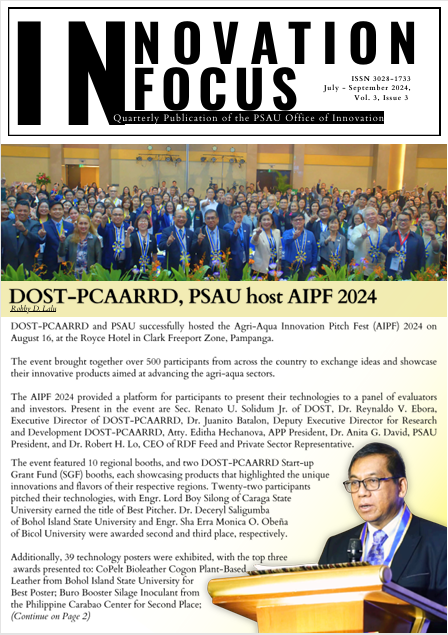 INNOVATION
INFOCUS
ISSN 3028-1733
July - September 2024,
Vol. 3, Issue 3
Quarterly Publication of the PSAU Office of Innovation
DOST-PCAARRD, PSAU host AIPF 2024
Robby D. Lalu
DOST-PCAARRD and PSAU successfully hosted the Agri-Aqua Innovation Pitch Fest (AIPF) 2024 on
August 16, at the Royce Hotel in Clark Freeport Zone, Pampanga.
The event brought together over 500 participants from across the country to exchange ideas and showcase
their innovative products aimed at advancing the agri-aqua sectors.
The AIPF 2024 provided a platform for participants to present their technologies to a panel of evaluators
and investors. Present in the event are Sec. Renato U. Solidum Jr. of DOST, Dr. Reynaldo V. Ebora,
Executive Director of DOST-PCAARRD, Dr. Juanito Batalon, Deputy Executive Director for Research
and Development DOST-PCAARRD, Atty. Editha Hechanova, APP President, Dr. Anita G. David, PSAU
President, and Dr. Robert H. Lo, CEO of RDF Feed and Private Sector Representative.
The event featured 10 regional booths, and two DOST-PCAARRD Start-up
Grant Fund (SGF) booths, each showcasing products that highlighted the unique
innovations and flavors of their respective regions. Twenty-two participants
pitched their technologies, with Engr. Lord Boy Silong of Caraga State
University earned the title of Best Pitcher. Dr. Deceryl Saligumba
of Bohol Island State University and Engr. Sha Erra Monica O. Obeña
of Bicol University were awarded second and third place, respectively.
Additionally, 39 technology posters were exhibited, with the top three
awards presented to: CoPelt Bioleather Cogon Plant-Based
Leather from Bohol Island State University for
Best Poster; Buro Booster Silage Inoculant from
the Philippine Carabao Center for Second Place;
(Continue on Page 2)